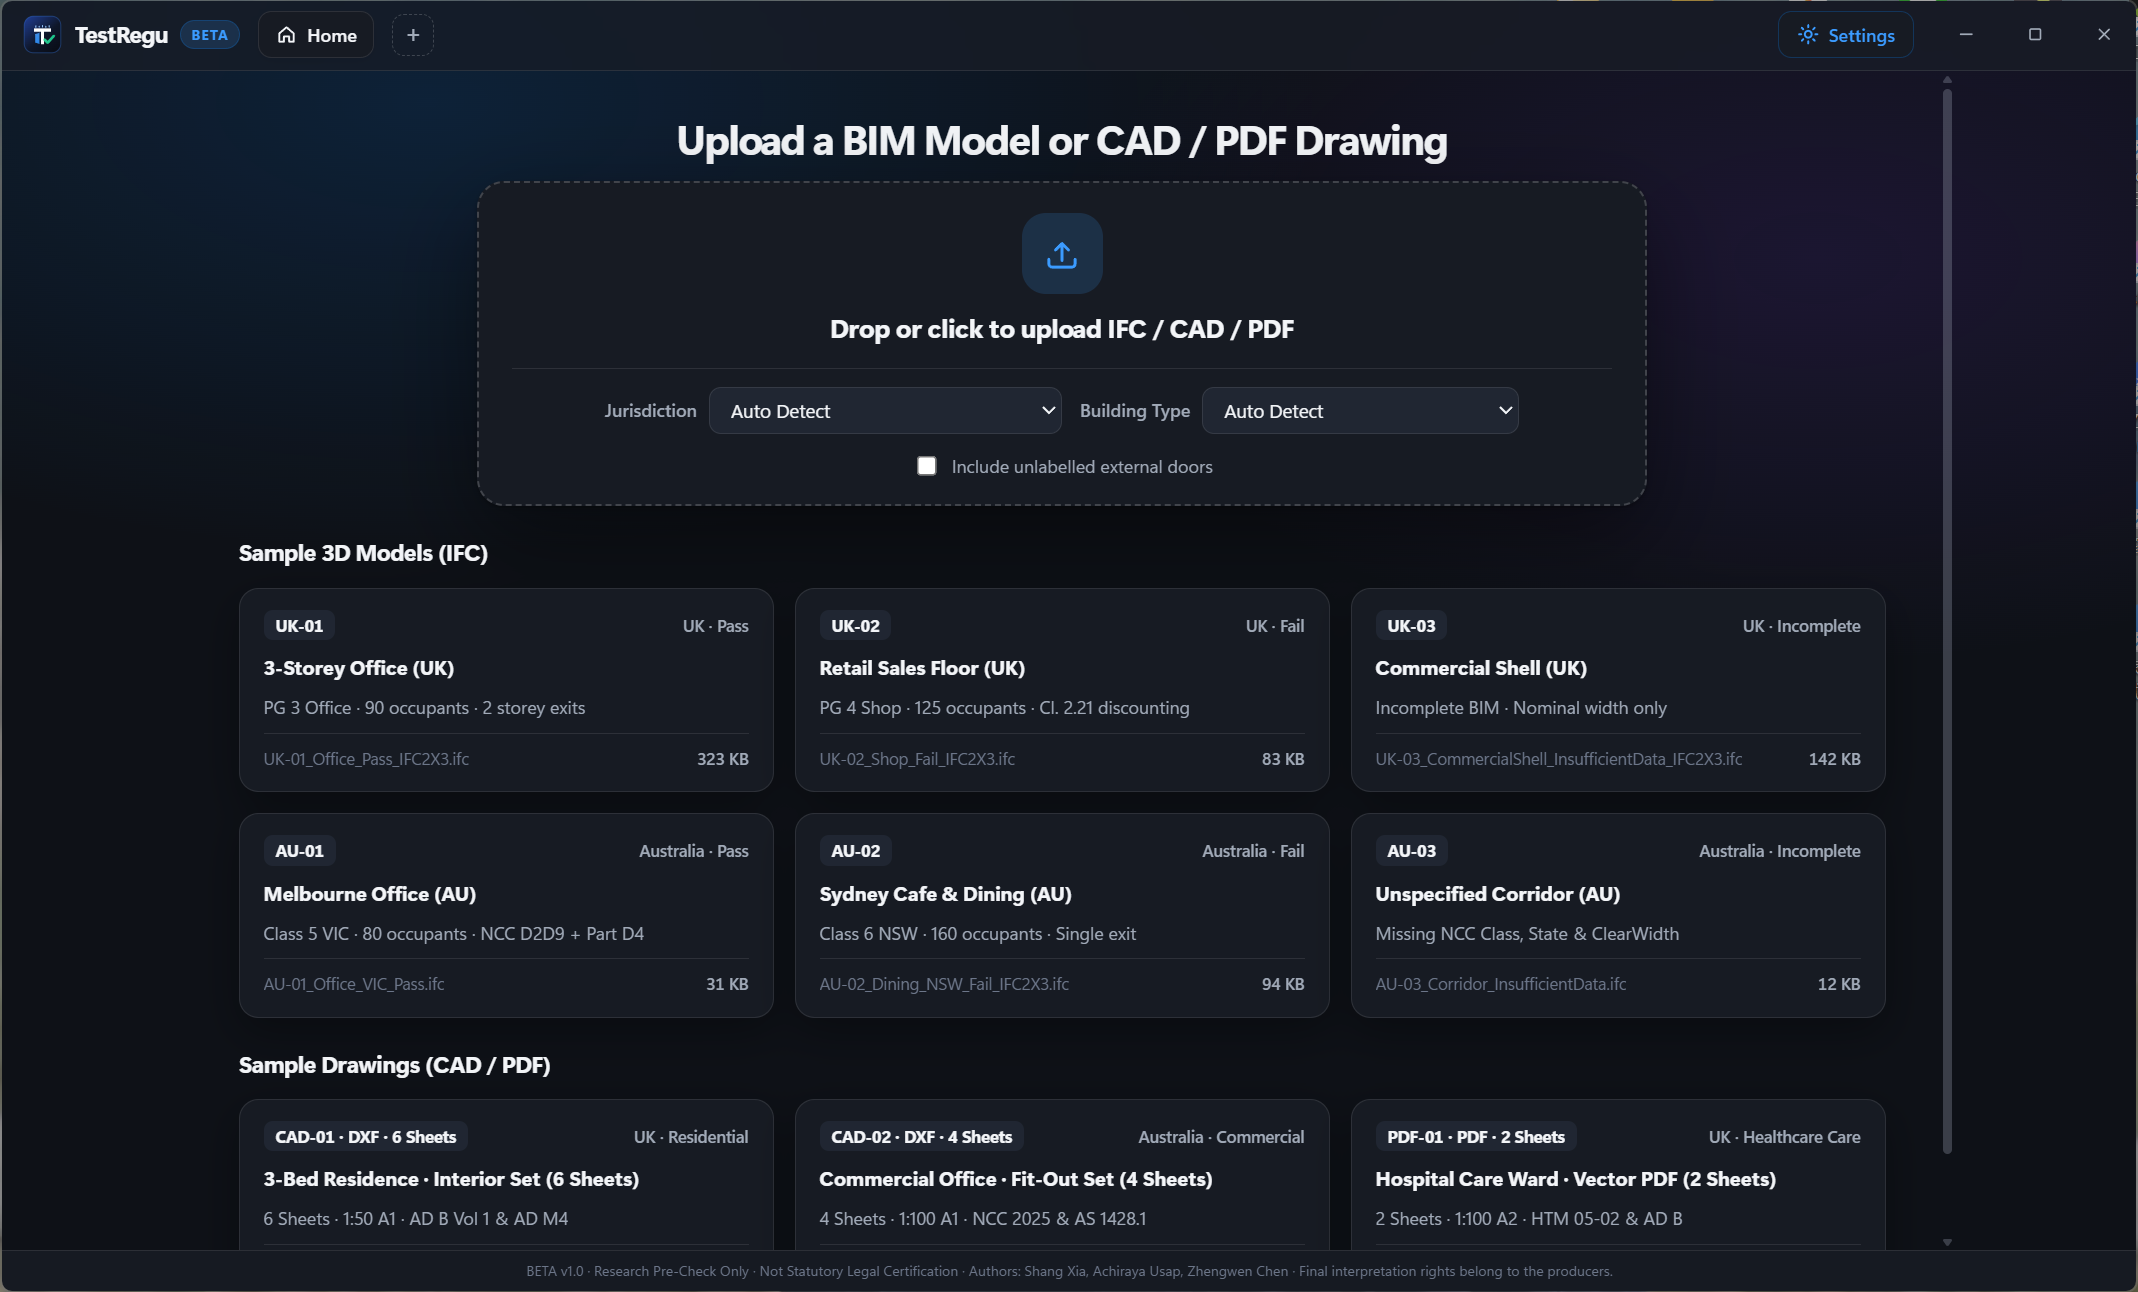 TestRegu BETA Home + Settings
Upload a BIM Model or CAD / PDF Drawing
Drop or click to upload IFC / CAD / PDF
Jurisdiction Auto Detect Building Type Auto Detect
Include unlabelled external doors
Sample 3D Models (IFC)
UK-01 UK · Pass
3-Storey Office (UK)
PG 3 Office · 90 occupants · 2 storey exits
UK-01_Office_Pass_IFC2X3.ifc 323 KB
UK-02 UK · Fail
Retail Sales Floor (UK)
PG 4 Shop · 125 occupants · Cl. 2.21 discounting
UK-02_Shop_Fail_IFC2X3.ifc 83 KB
UK-03 UK · Incomplete
Commercial Shell (UK)
Incomplete BIM · Nominal width only
UK-03_CommercialShell_InsufficientData_IFC2X3.ifc 142 KB
AU-01 Australia · Pass
Melbourne Office (AU)
Class 5 VIC · 80 occupants · NCC D2D9 + Part D4
AU-01_Office_VIC_Pass.ifc 31 KB
AU-02 Australia · Fail
Sydney Cafe & Dining (AU)
Class 6 NSW · 160 occupants · Single exit
AU-02_Dining_NSW_Fail_IFC2X3.ifc 94 KB
AU-03 Australia · Incomplete
Unspecified Corridor (AU)
Missing NCC Class, State & ClearWidth
AU-03_Corridor_InsufficientData.ifc 12 KB
Sample Drawings (CAD / PDF)
CAD-01 · DXF · 6 Sheets UK · Residential
3-Bed Residence · Interior Set (6 Sheets)
6 Sheets · 1:50 A1 · AD B Vol 1 & AD M4
CAD-02 · DXF · 4 Sheets Australia · Commercial
Commercial Office · Fit-Out Set (4 Sheets)
4 Sheets · 1:100 A1 · NCC 2025 & AS 1428.1
PDF-01 · PDF · 2 Sheets UK · Healthcare Care
Hospital Care Ward · Vector PDF (2 Sheets)
2 Sheets · 1:100 A2 · HTM 05-02 & AD B
BETA v1.0 · Research Pre-Check Only · Not Statutory Legal Certification · Authors: Shang Xia, Achiraya Usap, Zhengwen Chen · Final interpretation rights belong to the producers.